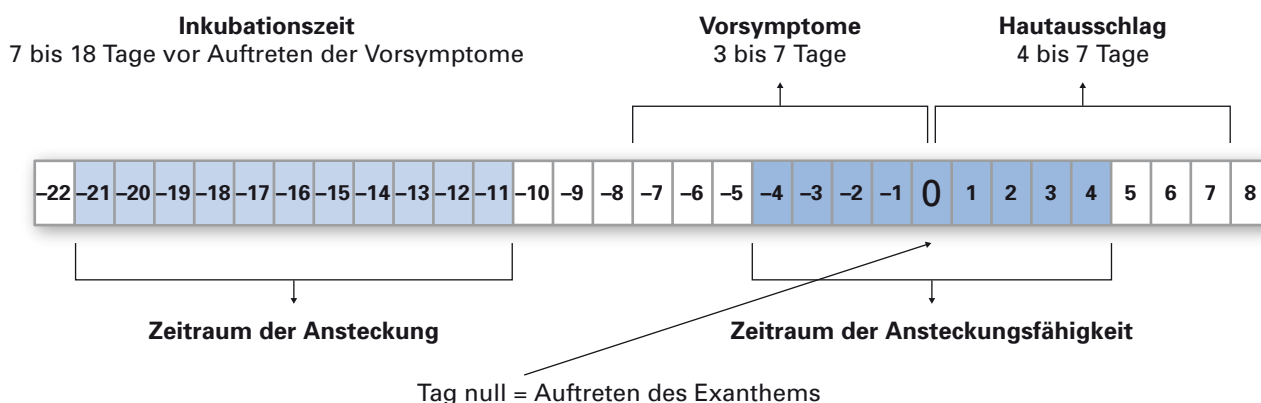 Inkubationszeit
7 bis 18 Tage vor Auftreten der Vorsymptome
Vorsymptome
3 bis 7 Tage
Hautausschlag
4 bis 7 Tage
–22 –21 –20 –19 –18 –17 –16 –15 –14 –13 –12 –11 –10 –9 –8 –7 –6 –5 –4 –3 –2 –1 0 1 2 3 4 5 6 7 8
Zeitraum der Ansteckung
Zeitraum der Ansteckungsfähigkeit
Tag null = Auftreten des Exanthems